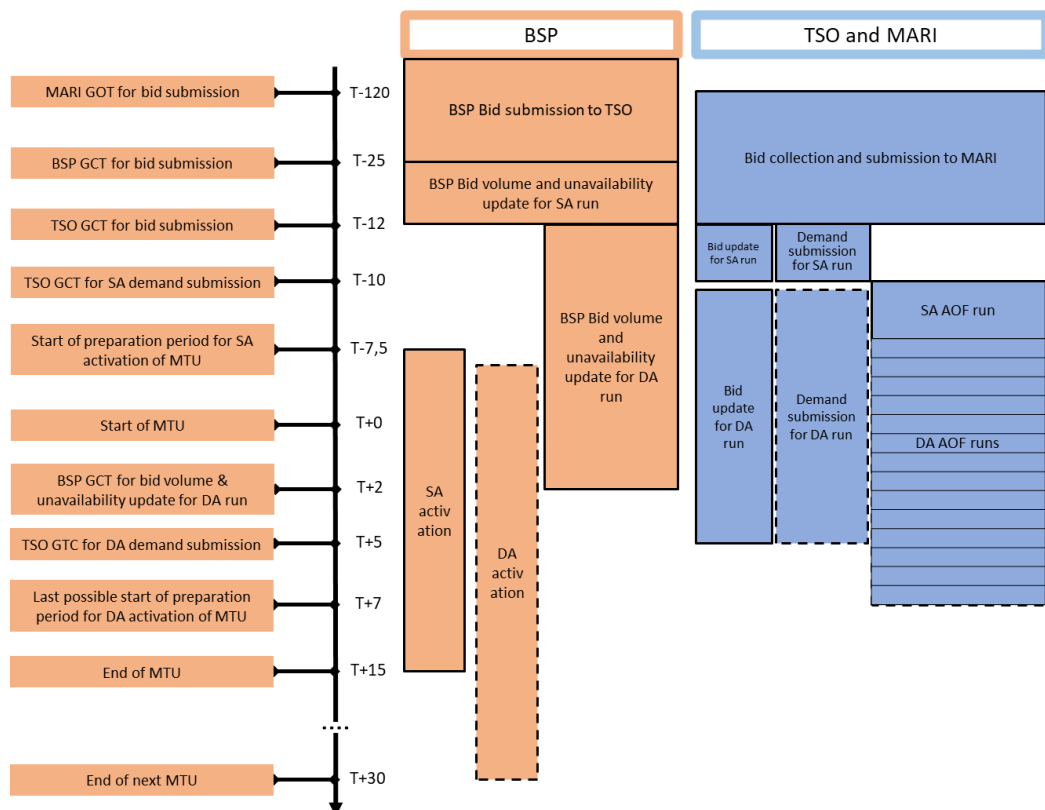 BSP
TSO and MARI
MARI GOT for bid submission
T-120
BSP Bid submission to TSO
Bid collection and submission to MARI
BSP GCT for bid submission
T-25
BSP Bid volume and unavailability
update for SA run
TSO GCT for bid submission
T-12
Bid update
for SA run
Demand
submission
for SA run
TSO GCT for SA demand submission
T-10
SA AOF run
BSP Bid volume
and
unavailability
update for DA
run
Start of preparation period for SA
activation of MTU
T-7,5
Bid
update
for DA run
Demand
submission
for DA run
Start of MTU
T+0
DA AOF runs
BSP GCT for bid volume &
unavailability update for DA run
T+2
SA
activ
ation
TSO GTC for DA demand submission
T+5
DA
activ
ation
Last possible start of preparation
period for DA activation of MTU
T+7
End of MTU
T+15
End of next MTU
T+30